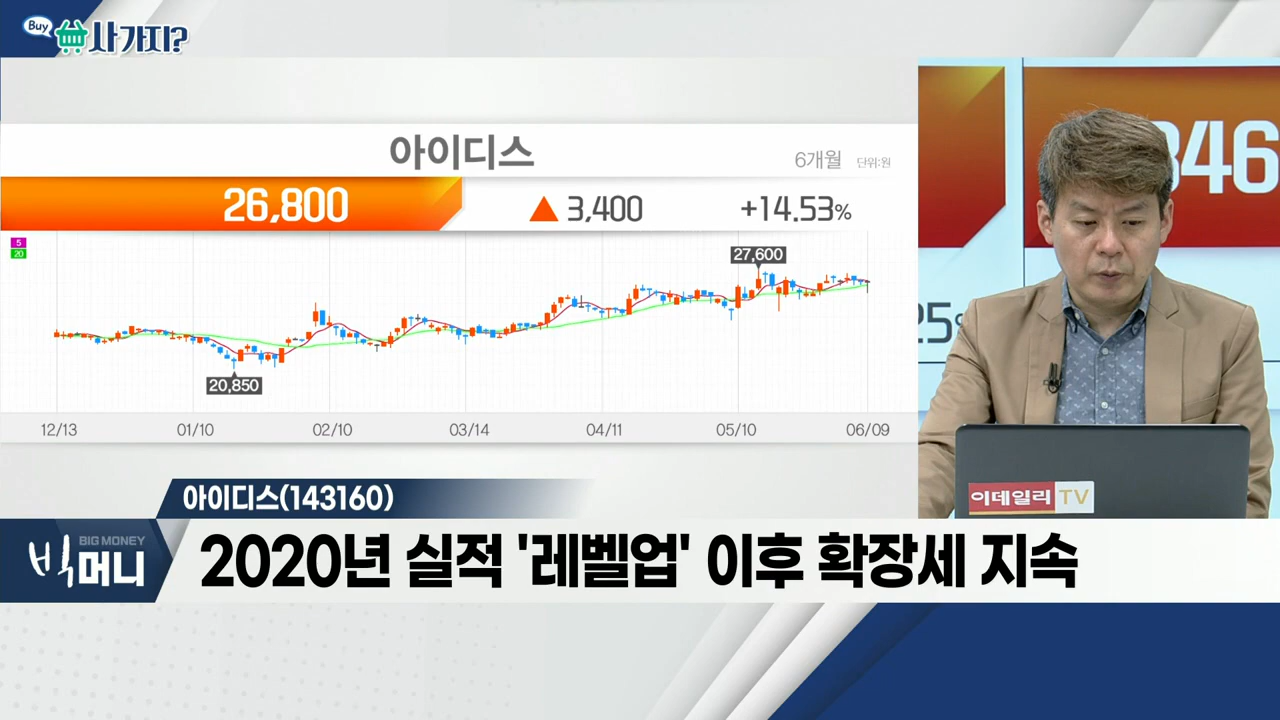 Buy
사가지?
아이디스
6개월 단위:원
26,800 ▲ 3,400 +14.53%
346
5
20
27,600
20,850
12/13 01/10 02/10 03/14 04/11 05/10 06/09
25
이데일리 TV
아이디스(143160)
BIG MONEY
빅머니
2020년 실적 '레벨업' 이후 확장세 지속